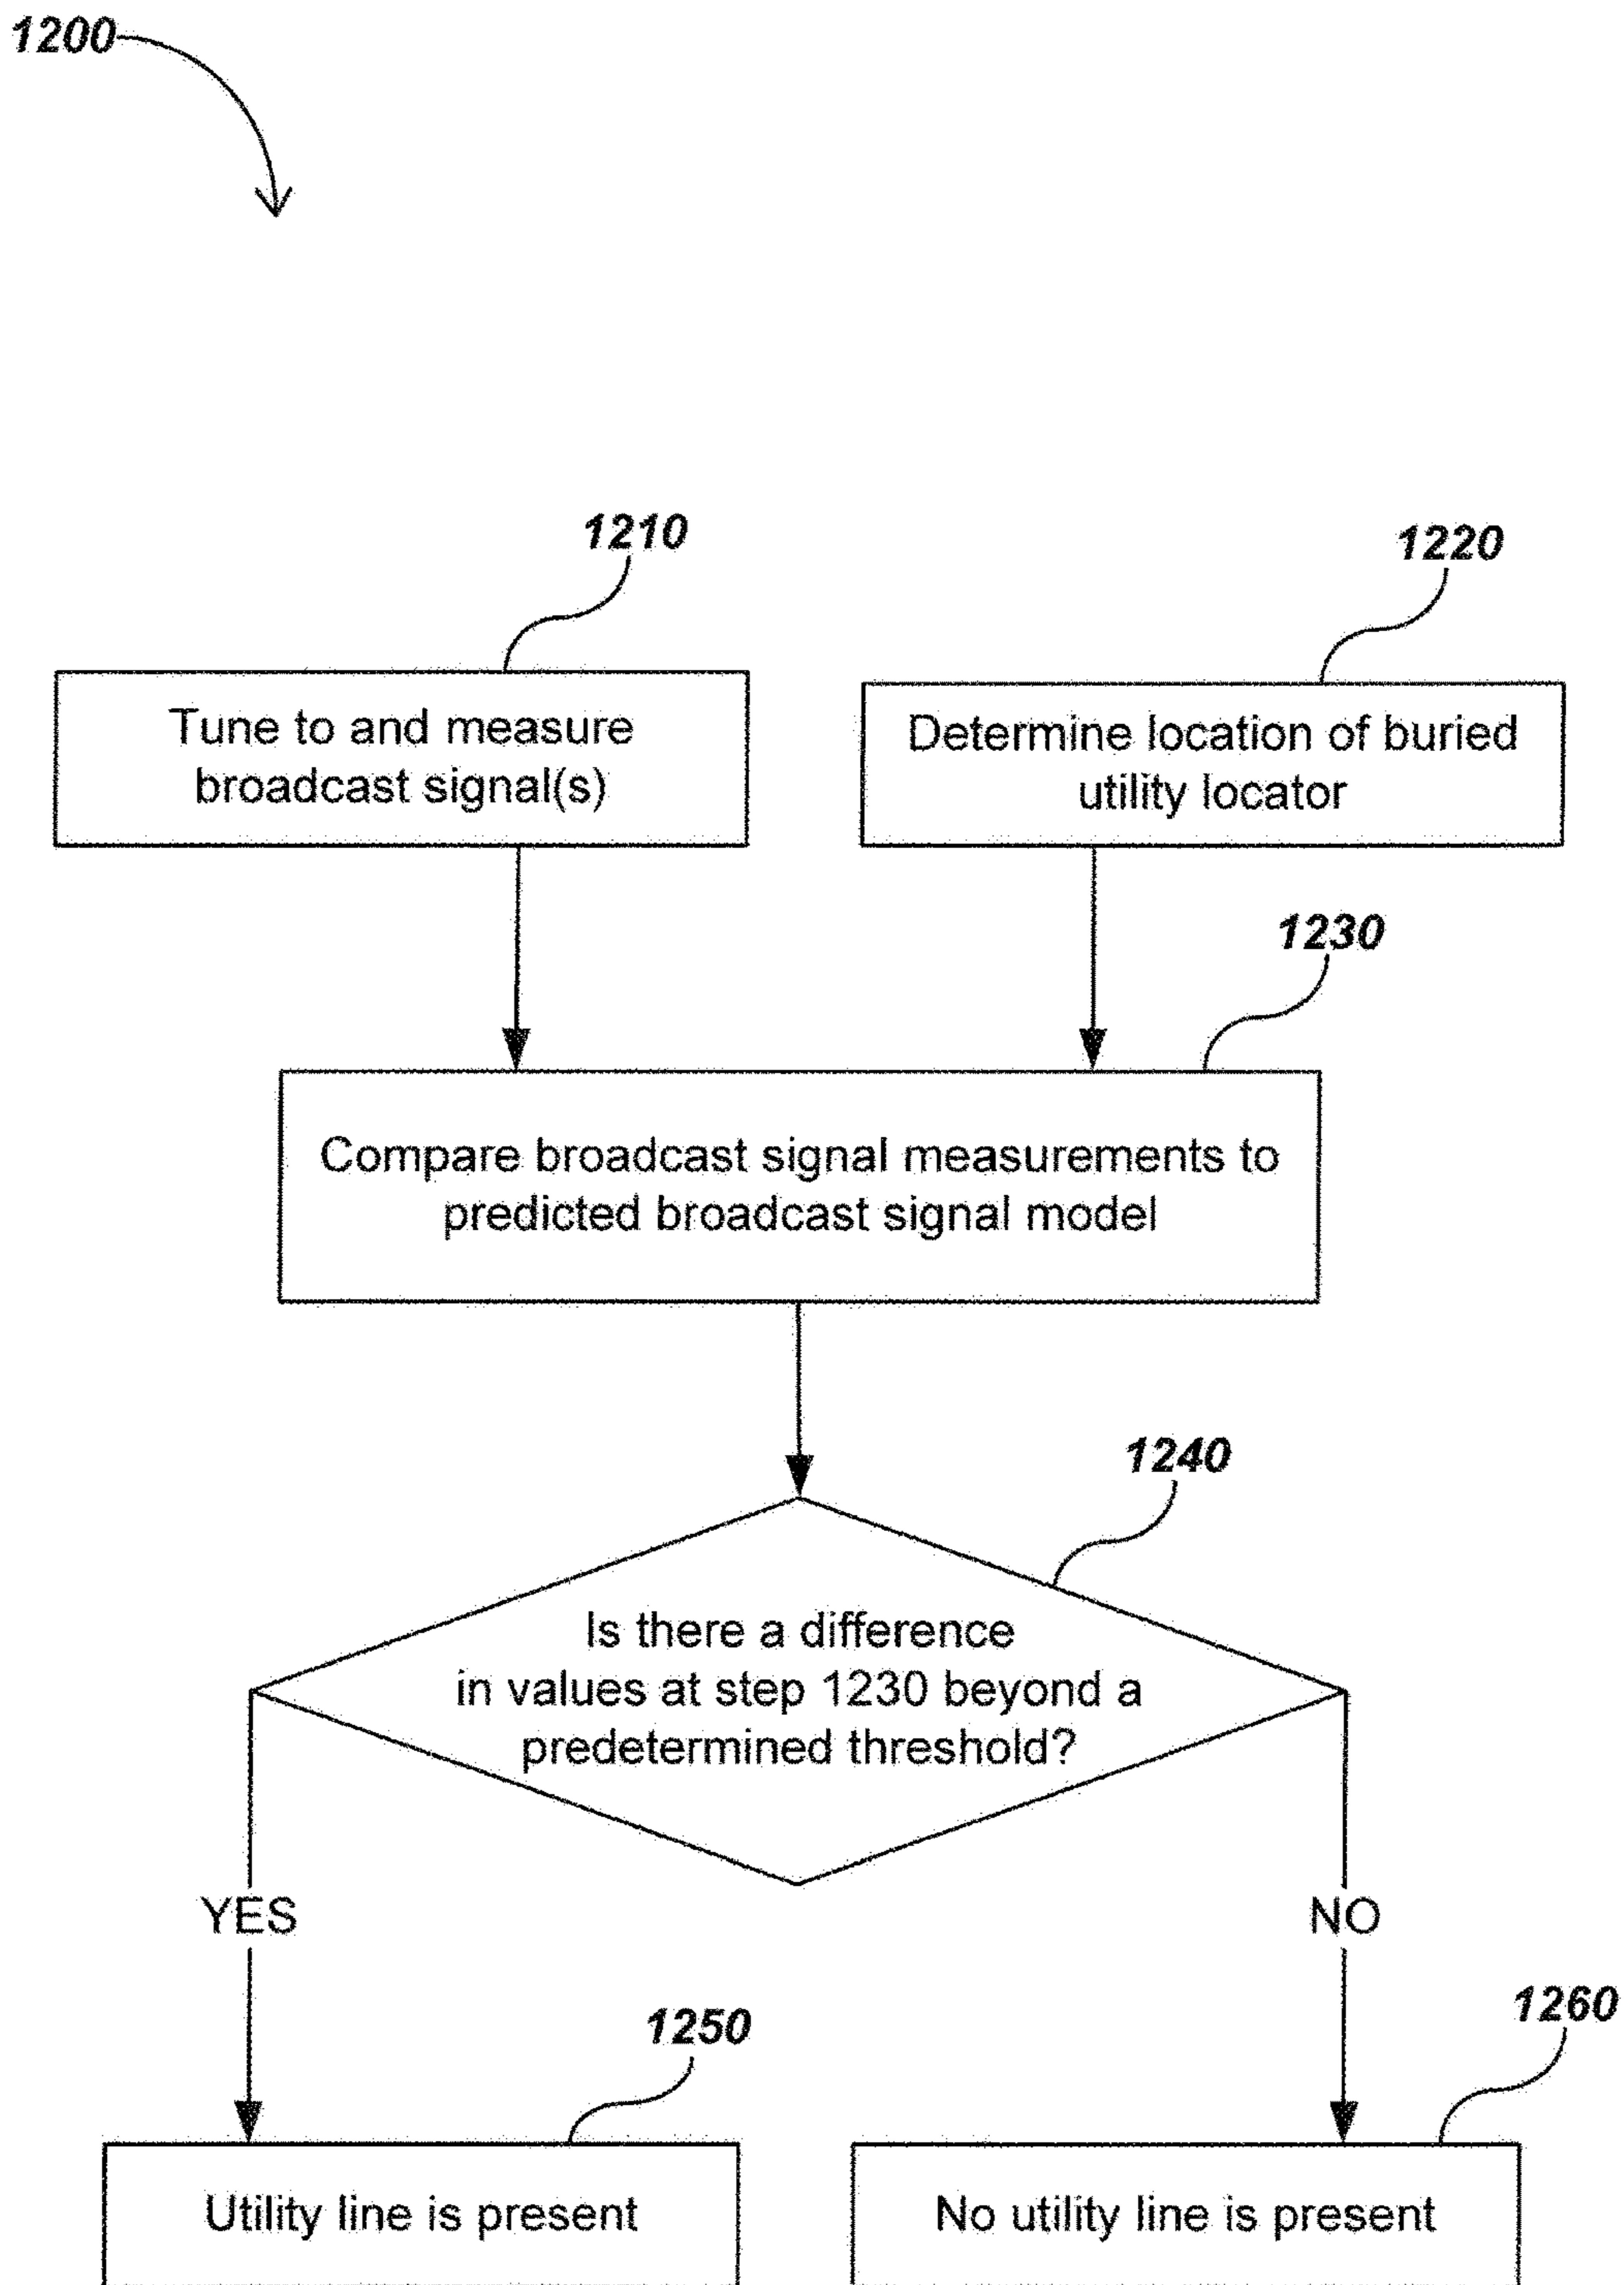 1200
1210
1220
Tune to and measure
broadcast signal(s)
Determine location of buried
utility locator
1230
Compare broadcast signal measurements to
predicted broadcast signal model
1240
Is there a difference
in values at step 1230 beyond a
predetermined threshold?
YES
NO
1250
1260
Utility line is present
No utility line is present